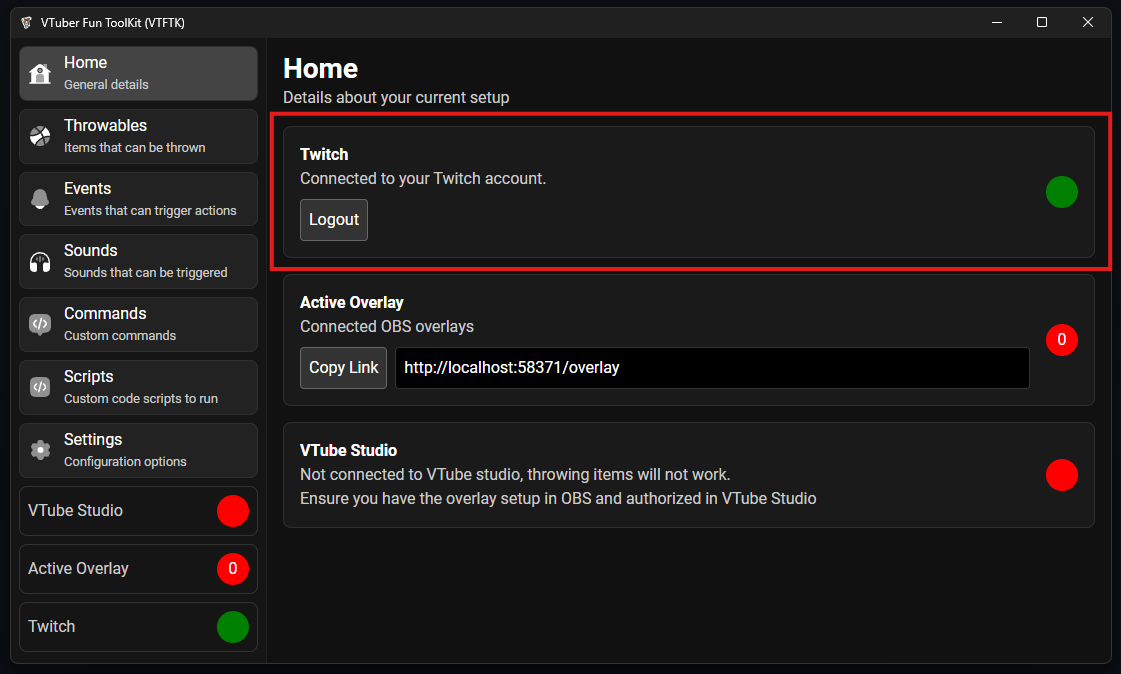 VTuber Fun ToolKit (VTFTK)
Home
General details
Throwables
Items that can be thrown
Events
Events that can trigger actions
Sounds
Sounds that can be triggered
Commands
Custom commands
Scripts
Custom code scripts to run
Settings
Configuration options
VTube Studio
Active Overlay
0
Twitch
Home
Details about your current setup
Twitch
Connected to your Twitch account.
Logout
Active Overlay
Connected OBS overlays
Copy Link
http://localhost:58371/overlay
0
VTube Studio
Not connected to VTube studio, throwing items will not work.
Ensure you have the overlay setup in OBS and authorized in VTube Studio